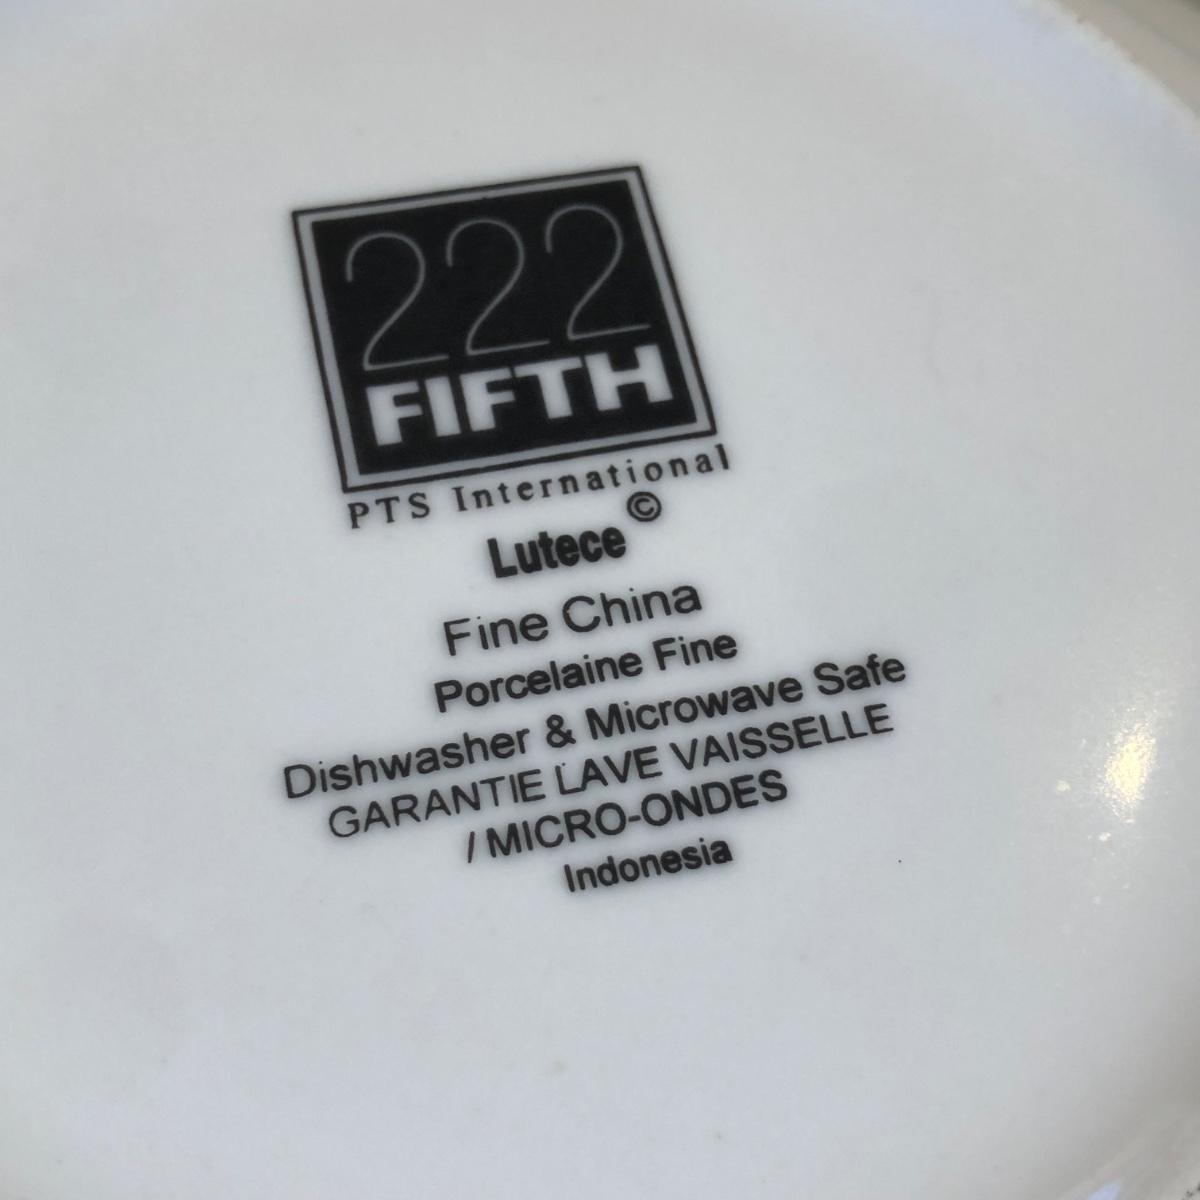 222
FIFTH
PTS International
Lutece ©
Fine China
Porcelaine Fine
Dishwasher & Microwave Safe
GARANTIE LAVE VAISSELLE
/ MICRO-ONDES
Indonesia